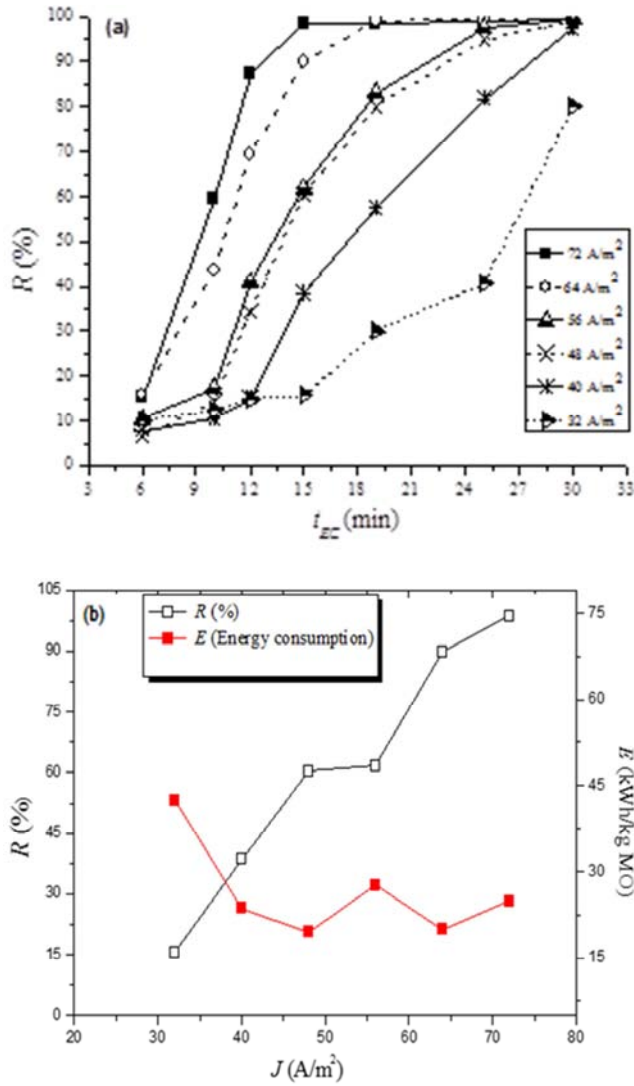 (a)
100
90
80
70
60
50
40
30
20
10
0
R (%)
72 A/m²
64 A/m²
56 A/m²
48 A/m²
40 A/m²
32 A/m²
3 6 9 12 15 18 21 24 27 30 33
t_EC (min)
(b)
R (%)
E (Energy consumption)
105
90
75
60
45
30
15
0
R (%)
75
60
45
30
15
E (kWh/kg MO)
20 30 40 50 60 70 80
J (A/m²)